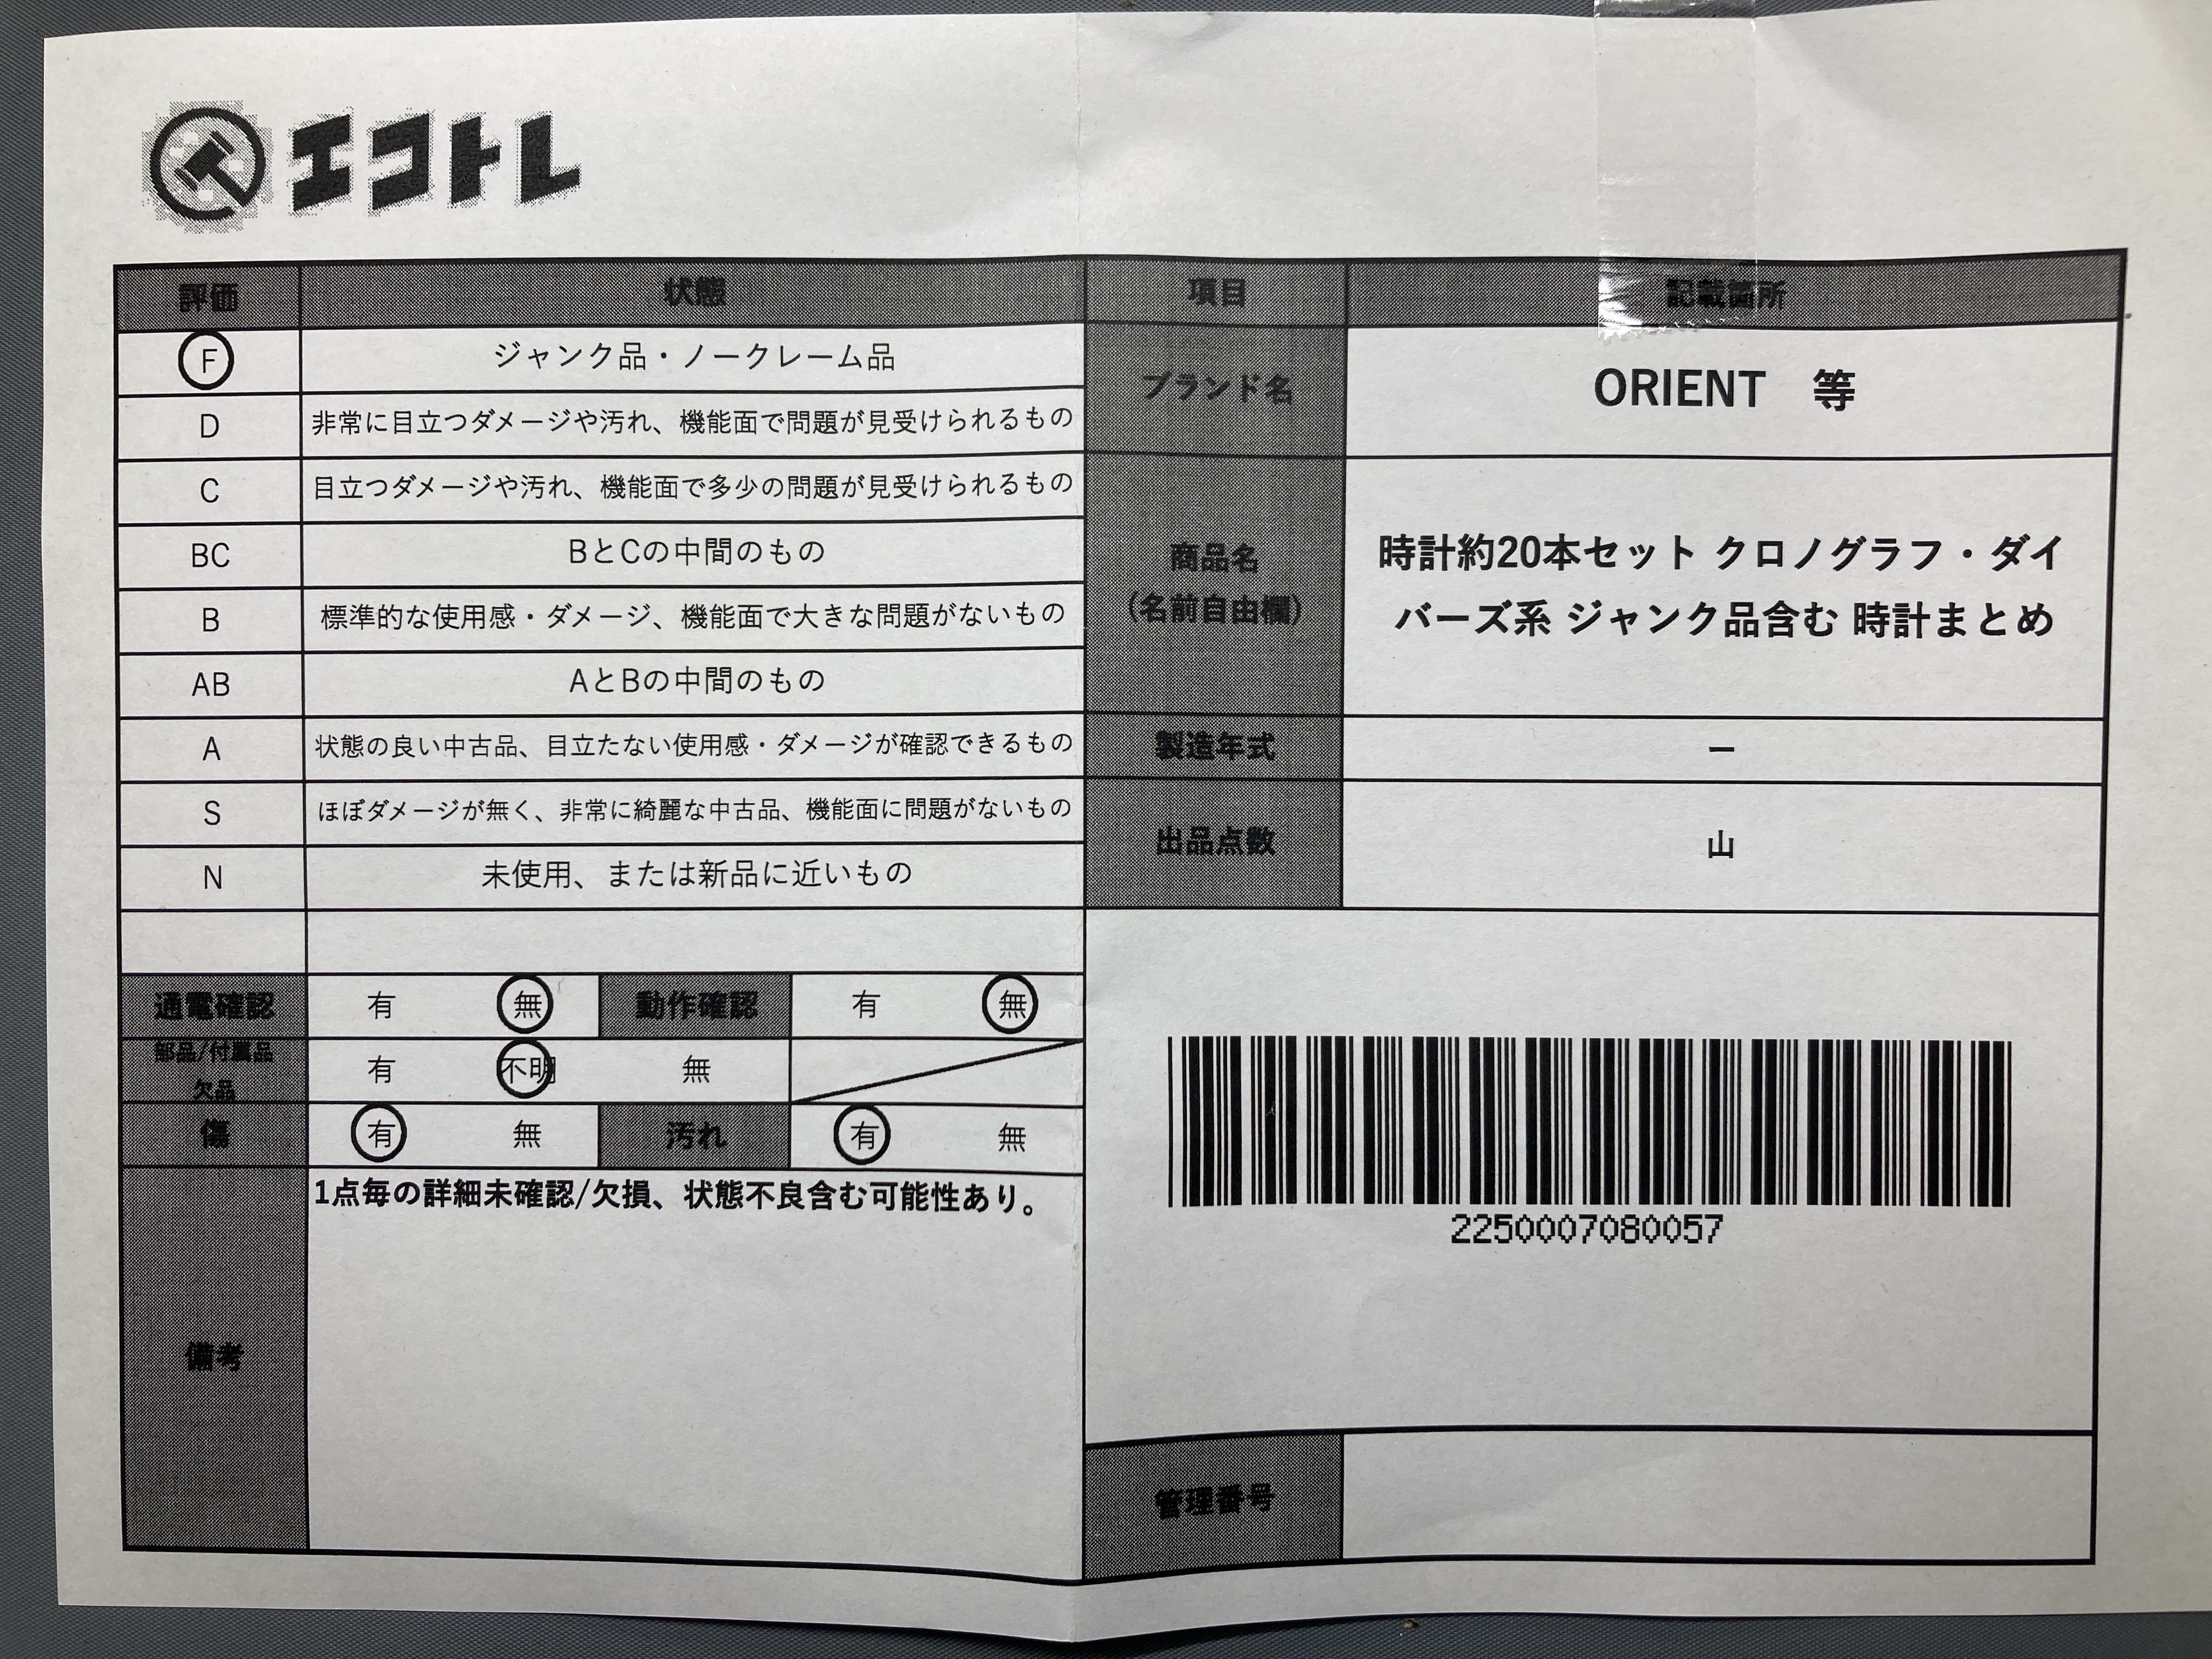 エコトレ
評価 状態 項目 記載箇所
F ジャンク品・ノークレーム品
D 非常に目立つダメージや汚れ、機能面で問題が見受けられるもの
C 目立つダメージや汚れ、機能面で多少の問題が見受けられるもの
BC BとCの中間のもの
B 標準的な使用感・ダメージ、機能面で大きな問題がないもの
AB AとBの中間のもの
A 状態の良い中古品、目立たない使用感・ダメージが確認できるもの
S ほぼダメージが無く、非常に綺麗な中古品、機能面に問題がないもの
N 未使用、または新品に近いもの
通電確認 有 無 動作確認 有 無
部品/付属品
欠品 有 不明 無
傷 有 無 汚れ 有 無
備考 1点毎の詳細未確認/欠損、状態不良含む可能性あり。
ブランド名 ORIENT 等
商品名
(名前自由欄)
時計約20本セット クロノグラフ・ダイ
バーズ系 ジャンク品含む 時計まとめ
製造年式 ー
出品点数 山
2250007080057
管理番号